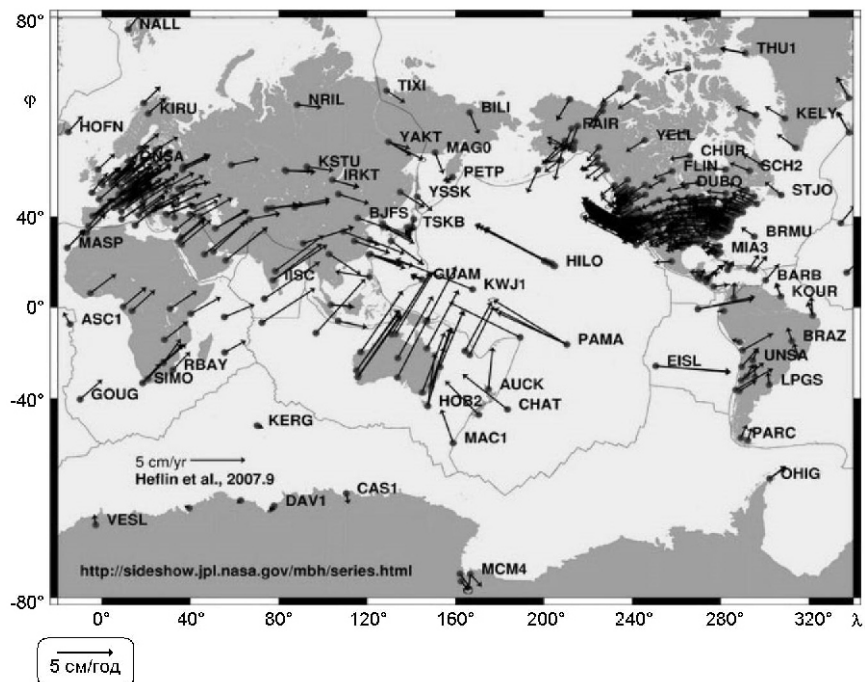 80°
NALL
THU1
φ
HOFN
KIRU
NRIL
TIXI
BILI
FAIR
KELY
YAKT
MAG0
YELL
CHUR
SCH2
ONSA
KSTU
IRKT
PETP
YSSK
FLIN
DUBO
STJO
40°
MASP
BJFS
TSKB
BRMU
MIA3
HILO
IISC
GUAM
KWJ1
BARB
KOUR
0°
ASC1
PAMA
BRAZ
EISL
UNSA
RBAY
SIMO
LPGS
-40°
GOUG
AUCK
HOB2
CHAT
KERG
MAC1
PARC
5 cm/yr
Heflin et al., 2007.9
OHIG
CAS1
DAV1
VESL
http://sideshow.jpl.nasa.gov/mbh/series.html
MCM4
-80°
0° 40° 80° 120° 160° 200° 240° 280° 320° λ
5 см/год